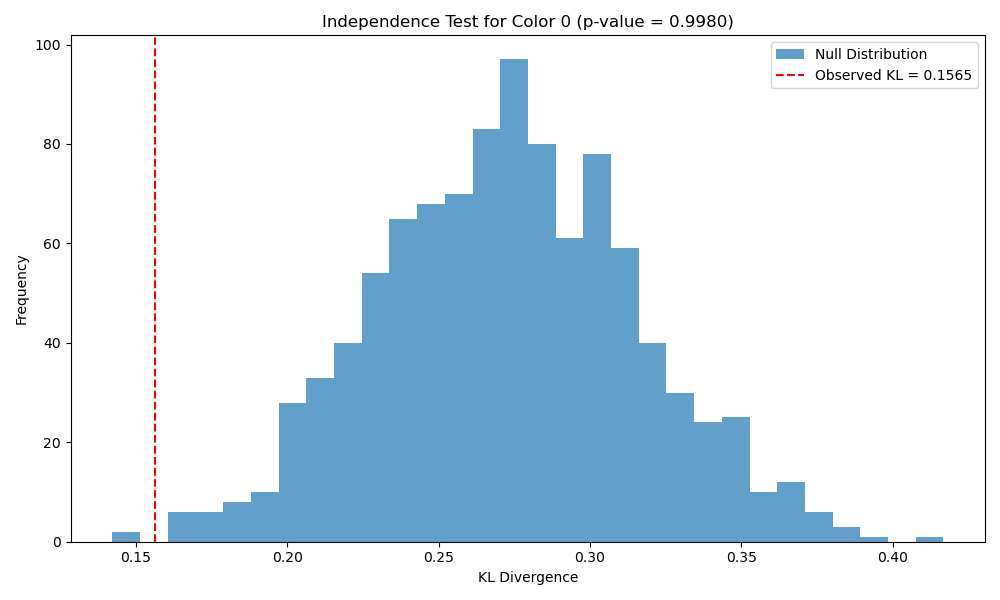 Independence Test for Color 0 (p-value = 0.9980)
Null Distribution
Observed KL = 0.1565
100
80
60
40
20
0
Frequency
0.15 0.20 0.25 0.30 0.35 0.40
KL Divergence